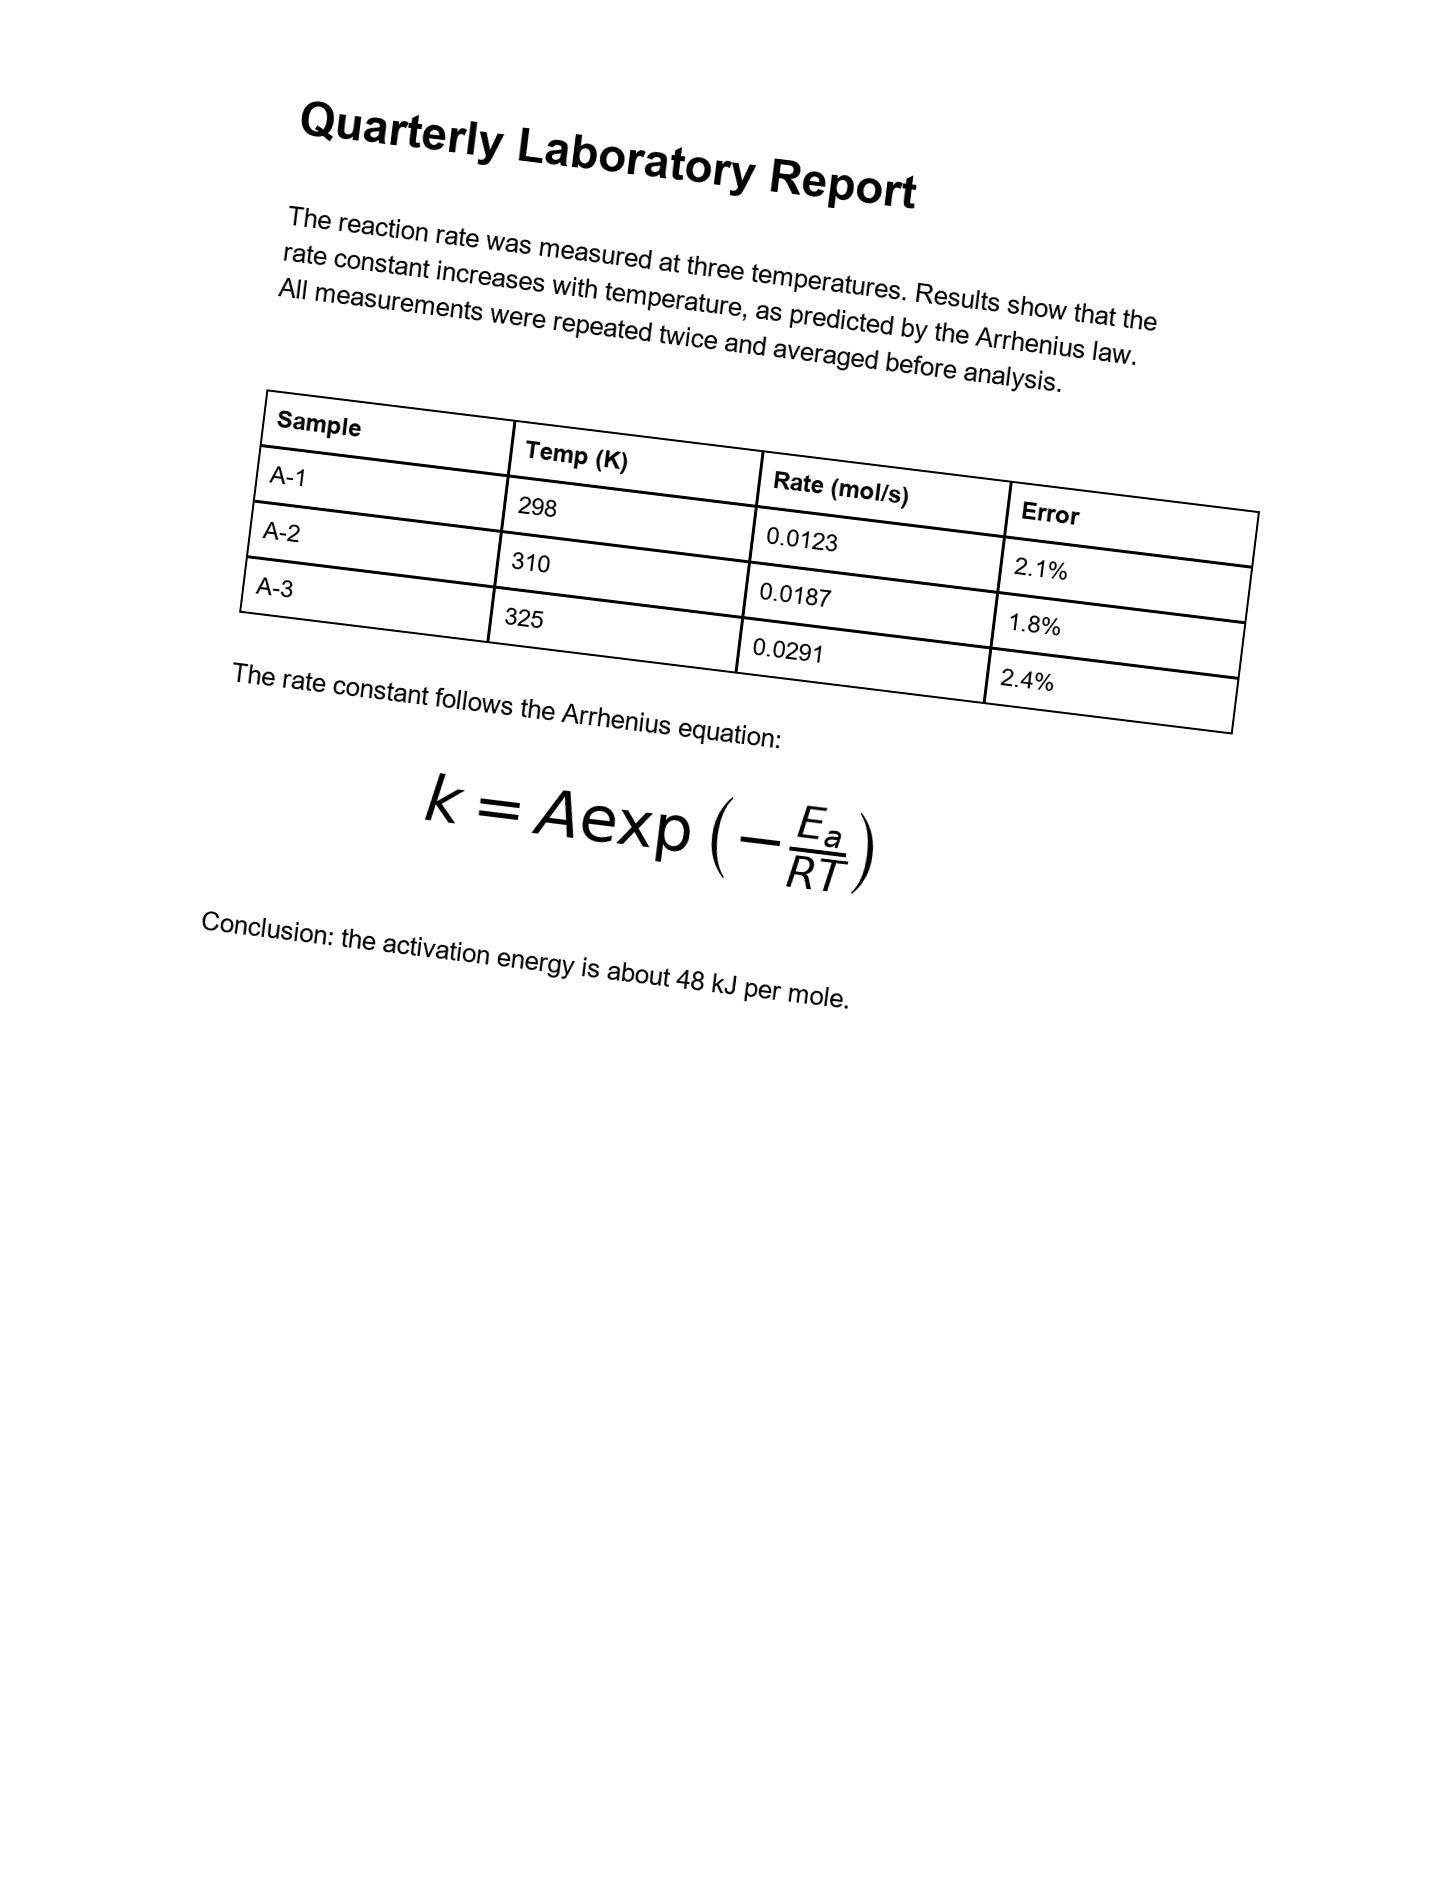 Quarterly Laboratory Report
The reaction rate was measured at three temperatures. Results show that the
rate constant increases with temperature, as predicted by the Arrhenius law.
All measurements were repeated twice and averaged before analysis.
Sample Temp (K) Rate (mol/s) Error
A-1 298 0.0123 2.1%
A-2 310 0.0187 1.8%
A-3 325 0.0291 2.4%
The rate constant follows the Arrhenius equation:
k = A exp (−E_a/RT)
Conclusion: the activation energy is about 48 kJ per mole.